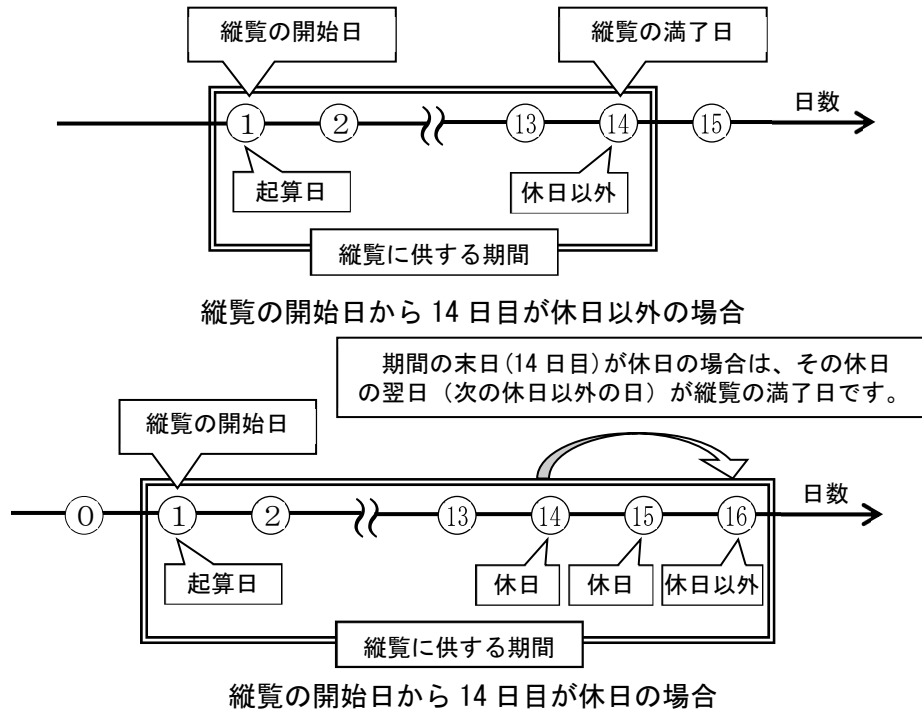 縦覧の開始日
縦覧の満了日
日数
① ② ⑬ ⑭ ⑮
起算日
休日以外
縦覧に供する期間
縦覧の開始日から 14 日目が休日以外の場合
期間の末日(14 日目)が休日の場合は、その休日
の翌日（次の休日以外の日）が縦覧の満了日です。
縦覧の開始日
日数
⓪ ① ② ⑬ ⑭ ⑮ ⑯
起算日
休日
休日
休日以外
縦覧に供する期間
縦覧の開始日から 14 日目が休日の場合